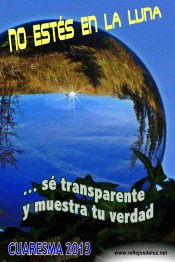 NO ESTÉS EN LA LUNA
... sé transparente
y muestra tu verdad
CUARESMA 2013
www.reflejosdeluz.net